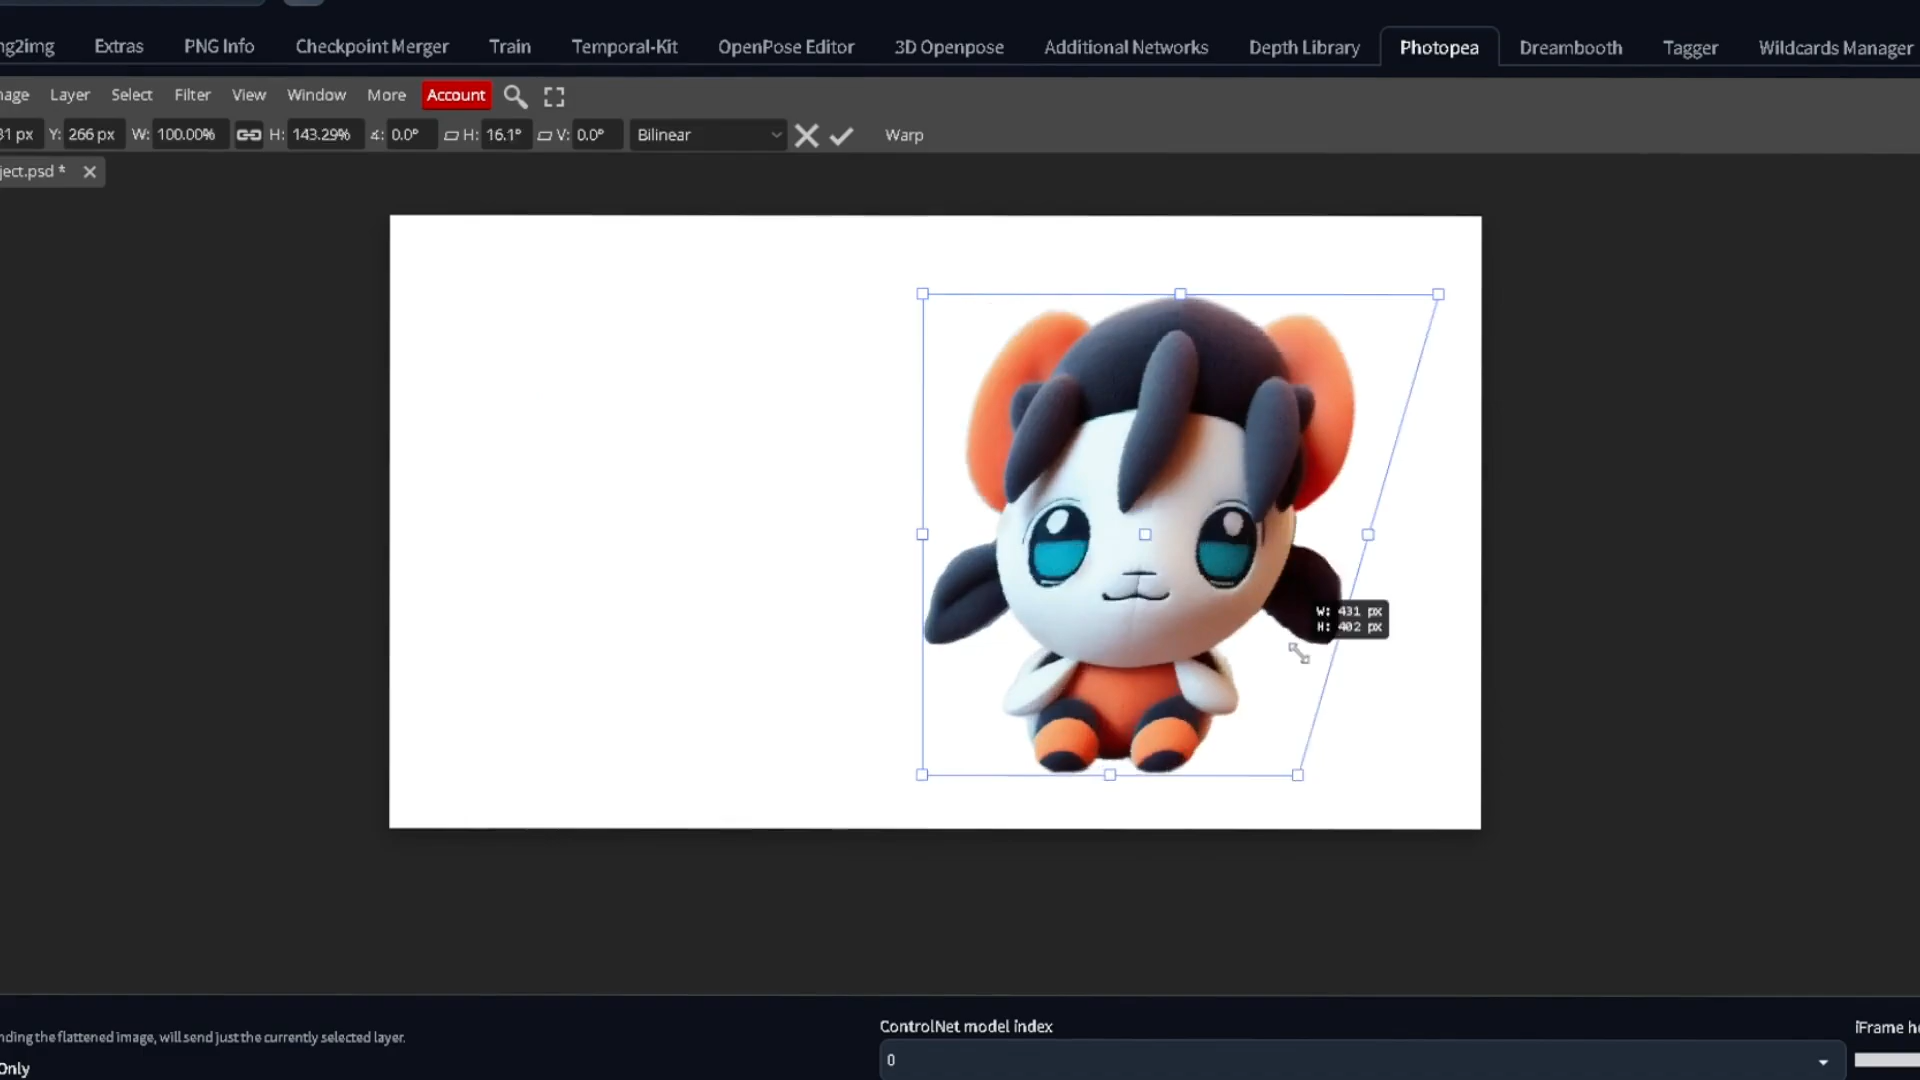 ng2img Extras PNG Info Checkpoint Merger Train Temporal-Kit OpenPose Editor 3D Openpose Additional Networks Depth Library Photopea Dreambooth Tagger Wildcards Manager
nage Layer Select Filter View Window More Account
31 px Y: 266 px W: 100.00% H: 143.29% ∡: 0.0° H: 16.1° V: 0.0° Bilinear Warp
ject.psd *
W: 431 px
H: 402 px
ControlNet model index
iFrame he
nding the flattened image, will send just the currently selected layer.
0
Only